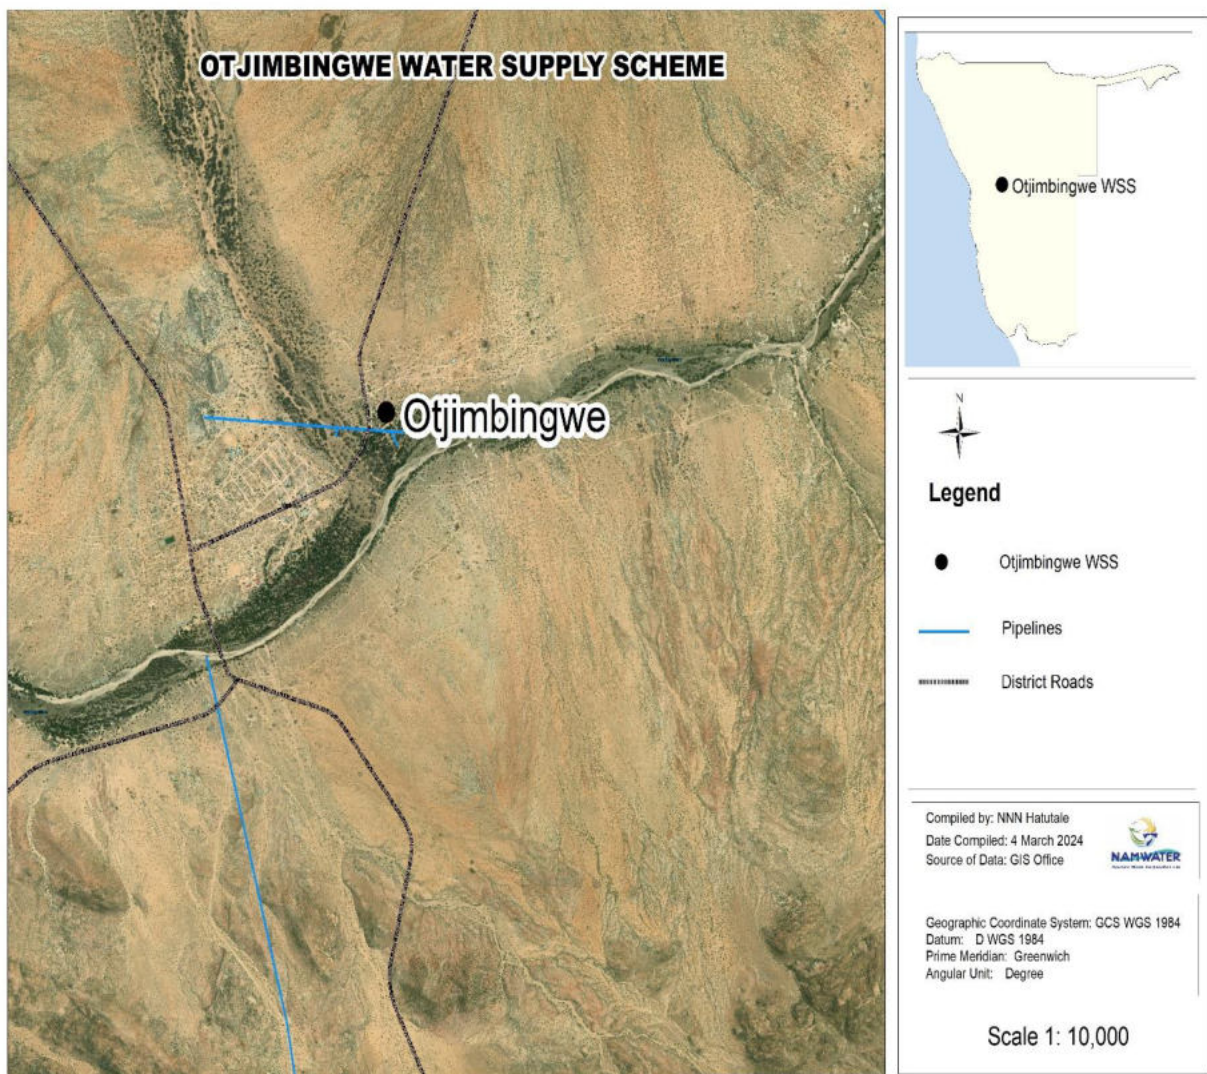 OTJIMBINGWE WATER SUPPLY SCHEME
Otjimbingwe
Otjimbingwe WSS
N
Legend
Otjimbingwe WSS
Pipelines
District Roads
Compiled by: NNN Hatutale
Date Compiled: 4 March 2024
Source of Data: GIS Office
NAMWATER
Geographic Coordinate System: GCS WGS 1984
Datum: D WGS 1984
Prime Meridian: Greenwich
Angular Unit: Degree
Scale 1: 10,000